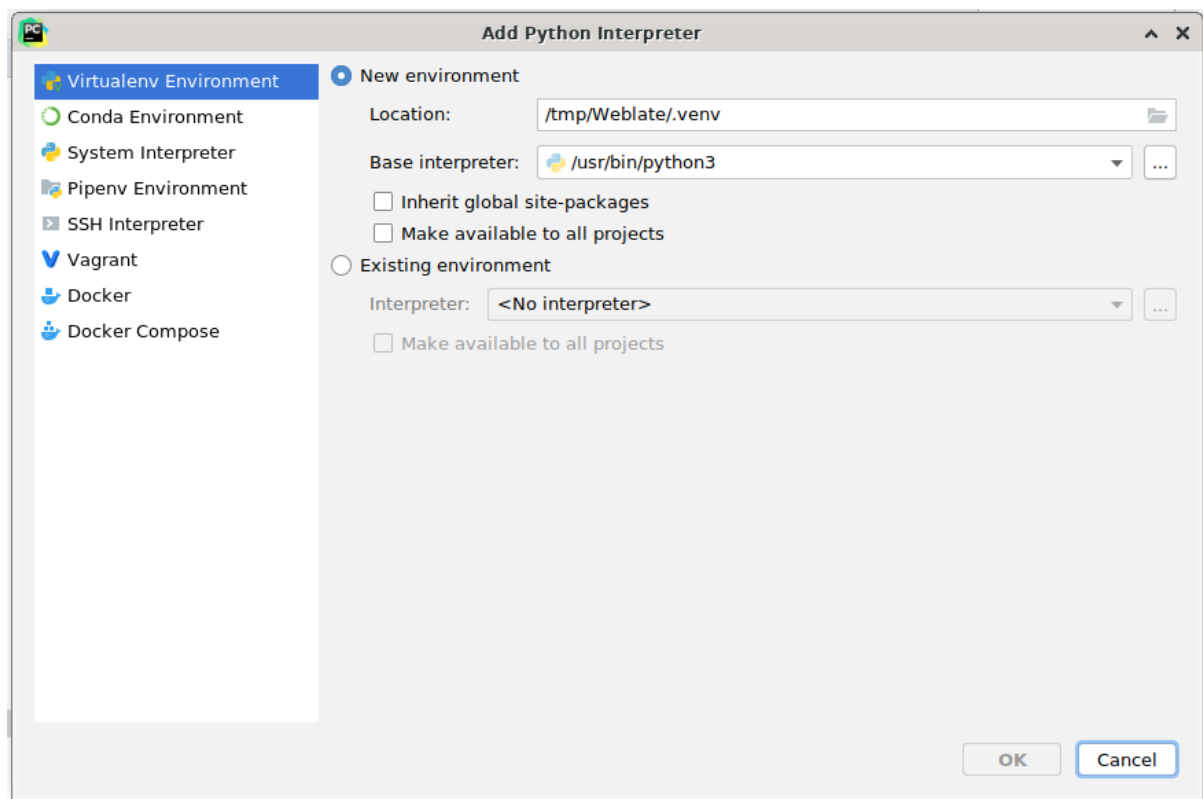 PC
Add Python Interpreter
Virtualenv Environment
Conda Environment
System Interpreter
Pipenv Environment
SSH Interpreter
Vagrant
Docker
Docker Compose
New environment
Location: /tmp/Weblate/.venv
Base interpreter: /usr/bin/python3 ...
Inherit global site-packages
Make available to all projects
Existing environment
Interpreter: <No interpreter> ...
Make available to all projects
OK Cancel